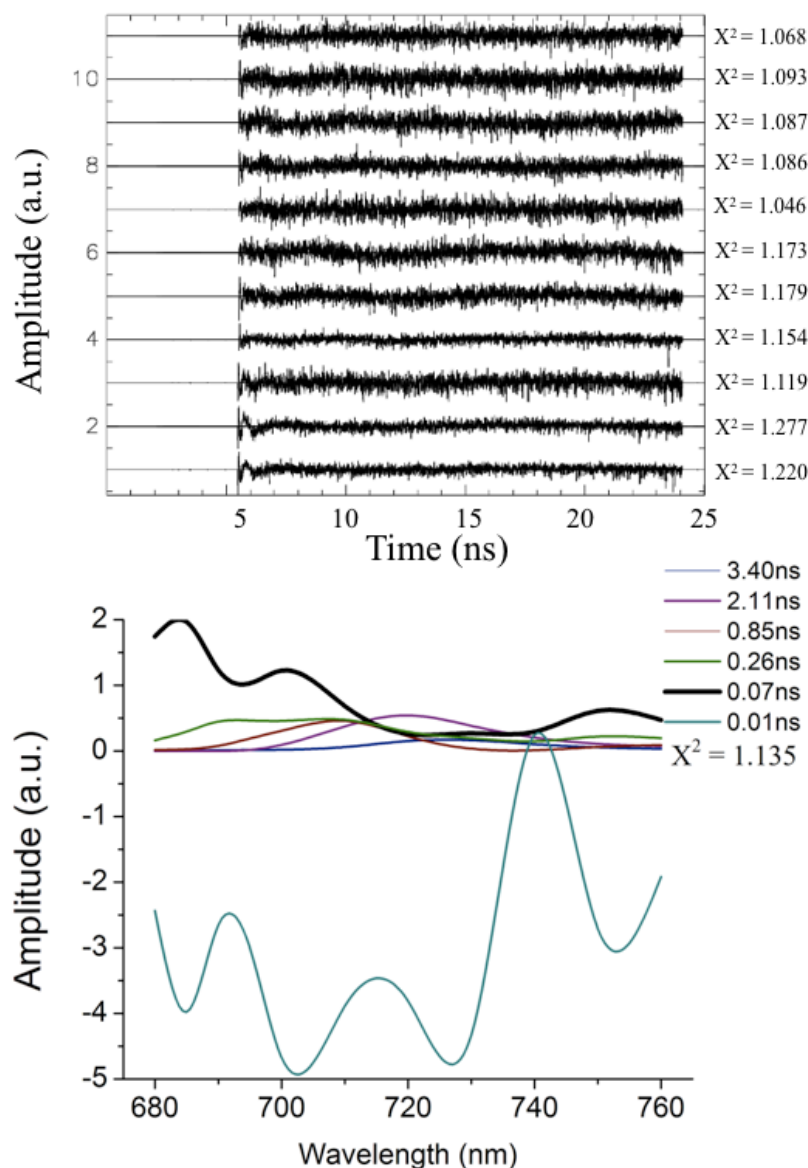 X² = 1.068
10
X² = 1.093
X² = 1.087
8
X² = 1.086
X² = 1.046
6
X² = 1.173
X² = 1.179
4
X² = 1.154
X² = 1.119
2
X² = 1.277
X² = 1.220
Amplitude (a.u.)
5 10 15 20 25
Time (ns)
3.40ns
2.11ns
0.85ns
0.26ns
0.07ns
0.01ns
X² = 1.135
2
1
0
-1
-2
-3
-4
-5
Amplitude (a.u.)
680 700 720 740 760
Wavelength (nm)